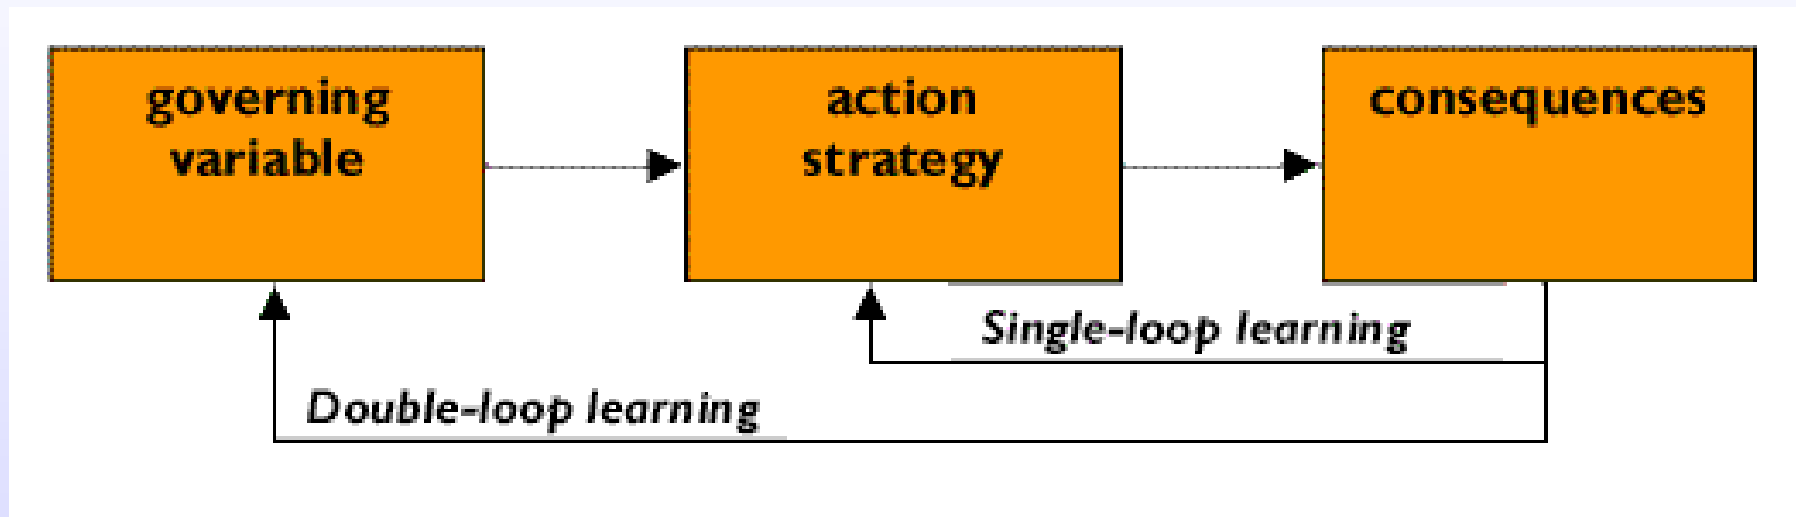 governing
variable
action
strategy
consequences
Single-loop learning
Double-loop learning